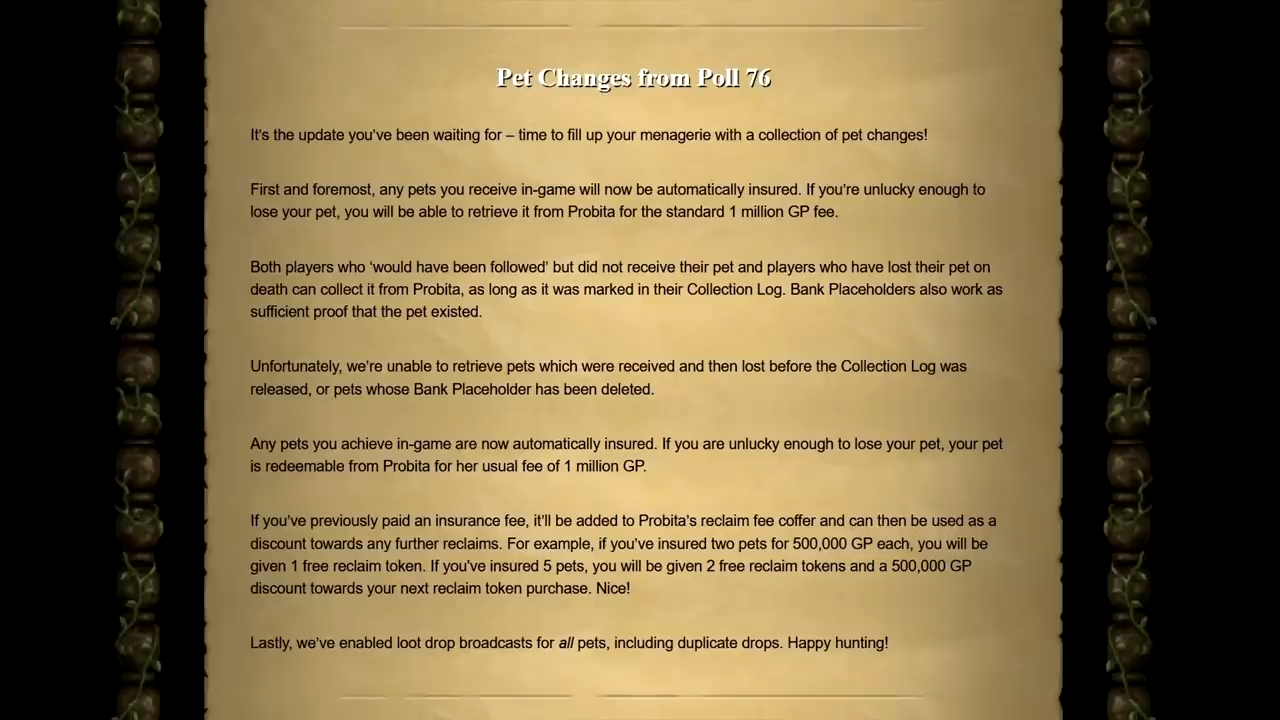 Pet Changes from Poll 76
It's the update you've been waiting for – time to fill up your menagerie with a collection of pet changes!
First and foremost, any pets you receive in-game will now be automatically insured. If you're unlucky enough to
lose your pet, you will be able to retrieve it from Probita for the standard 1 million GP fee.
Both players who ‘would have been followed’ but did not receive their pet and players who have lost their pet on
death can collect it from Probita, as long as it was marked in their Collection Log. Bank Placeholders also work as
sufficient proof that the pet existed.
Unfortunately, we're unable to retrieve pets which were received and then lost before the Collection Log was
released, or pets whose Bank Placeholder has been deleted.
Any pets you achieve in-game are now automatically insured. If you are unlucky enough to lose your pet, your pet
is redeemable from Probita for her usual fee of 1 million GP.
If you've previously paid an insurance fee, it'll be added to Probita's reclaim fee coffer and can then be used as a
discount towards any further reclaims. For example, if you've insured two pets for 500,000 GP each, you will be
given 1 free reclaim token. If you've insured 5 pets, you will be given 2 free reclaim tokens and a 500,000 GP
discount towards your next reclaim token purchase. Nice!
Lastly, we've enabled loot drop broadcasts for all pets, including duplicate drops. Happy hunting!